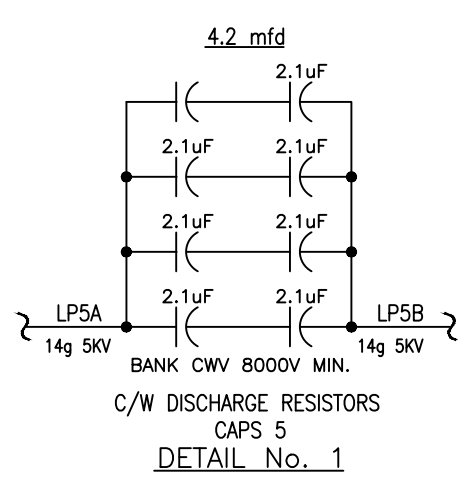 4.2 mfd
2.1uF
2.1uF 2.1uF
2.1uF 2.1uF
2.1uF 2.1uF
LP5A LP5B
14g 5KV 14g 5KV
BANK CWV 8000V MIN.
C/W DISCHARGE RESISTORS
CAPS 5
DETAIL No. 1